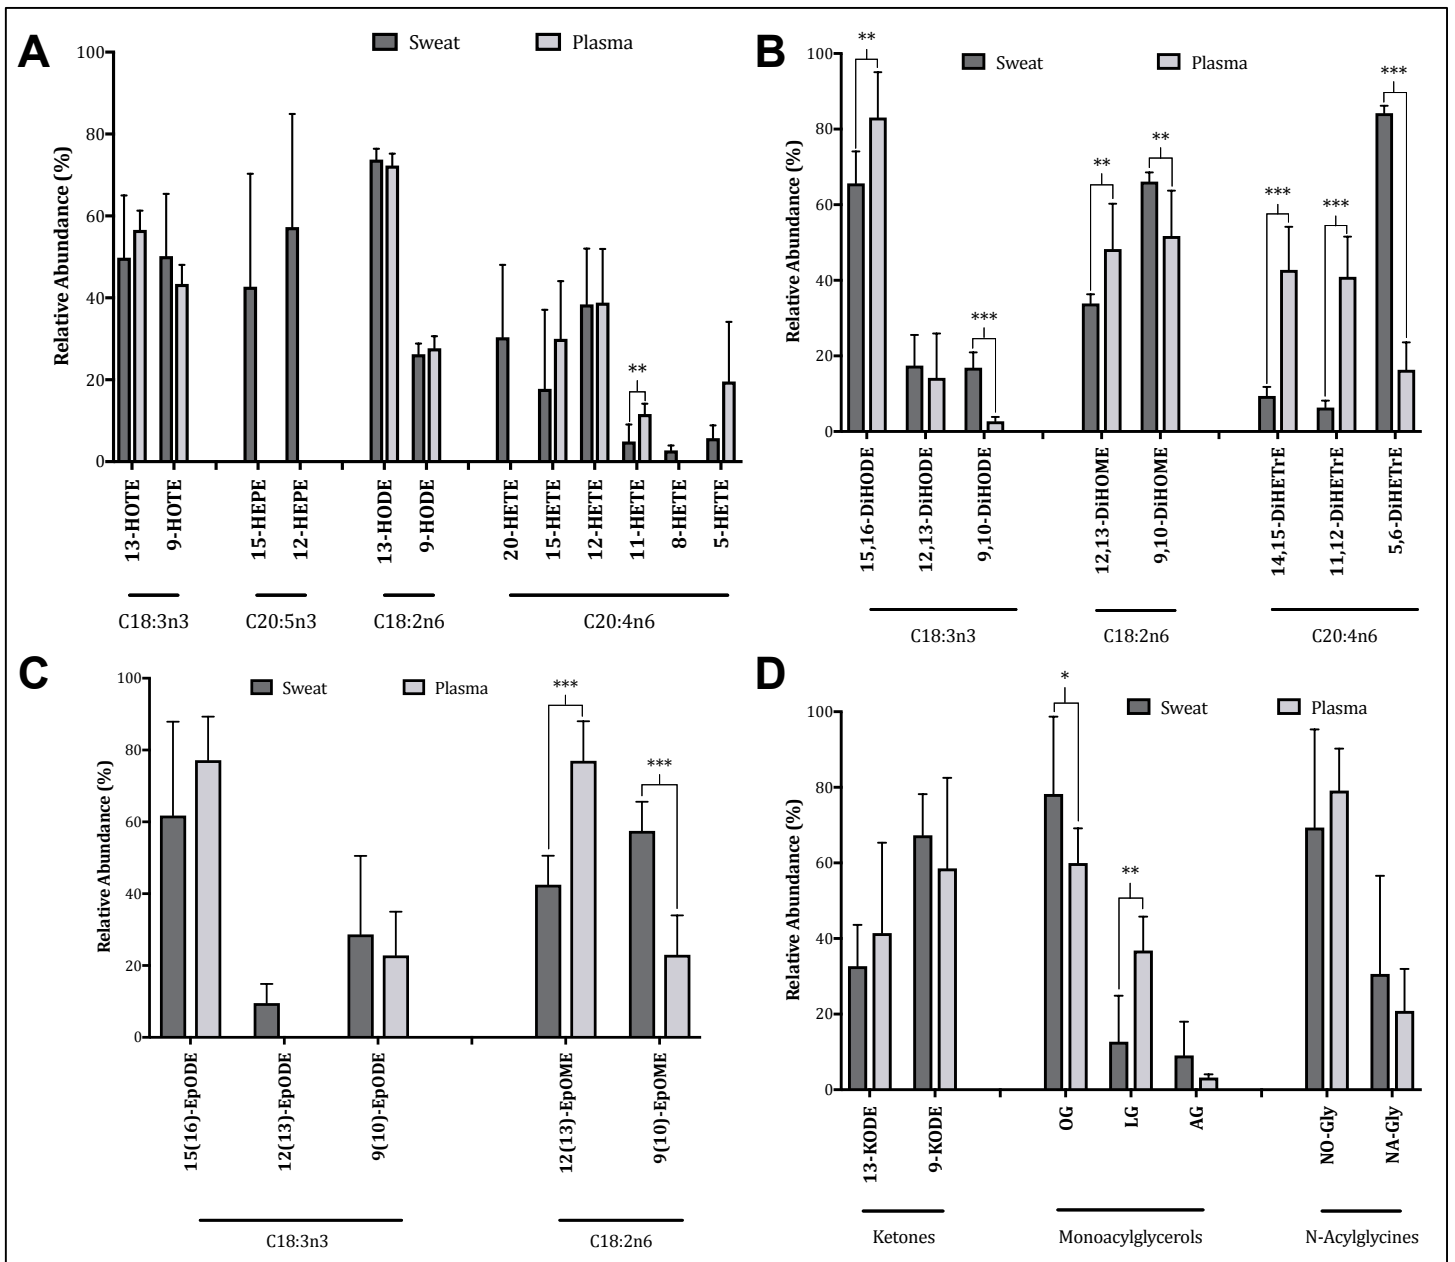 A
Sweat
Plasma
Relative Abundance (%)
100
80
60
40
20
0
**
13-HOTE
9-HOTE
15-HEPE
12-HEPE
13-HODE
9-HODE
20-HETE
15-HETE
12-HETE
11-HETE
8-HETE
5-HETE
C18:3n3
C20:5n3
C18:2n6
C20:4n6
B
Sweat
Plasma
Relative Abundance (%)
100
80
60
40
20
0
**
***
**
**
***
***
***
15,16-DiHODE
12,13-DiHODE
9,10-DiHODE
12,13-DiHOME
9,10-DiHOME
14,15-DiHETrE
11,12-DiHETrE
5,6-DiHETrE
C18:3n3
C18:2n6
C20:4n6
C
Sweat
Plasma
Relative Abundance (%)
100
80
60
40
20
0
***
***
15(16)-EpODE
12(13)-EpODE
9(10)-EpODE
12(13)-EpOME
9(10)-EpOME
C18:3n3
C18:2n6
D
Sweat
Plasma
Relative Abundance (%)
100
80
60
40
20
0
*
**
13-KODE
9-KODE
OG
LG
AG
NO-Gly
NA-Gly
Ketones
Monoacylglycerols
N-Acylglycines